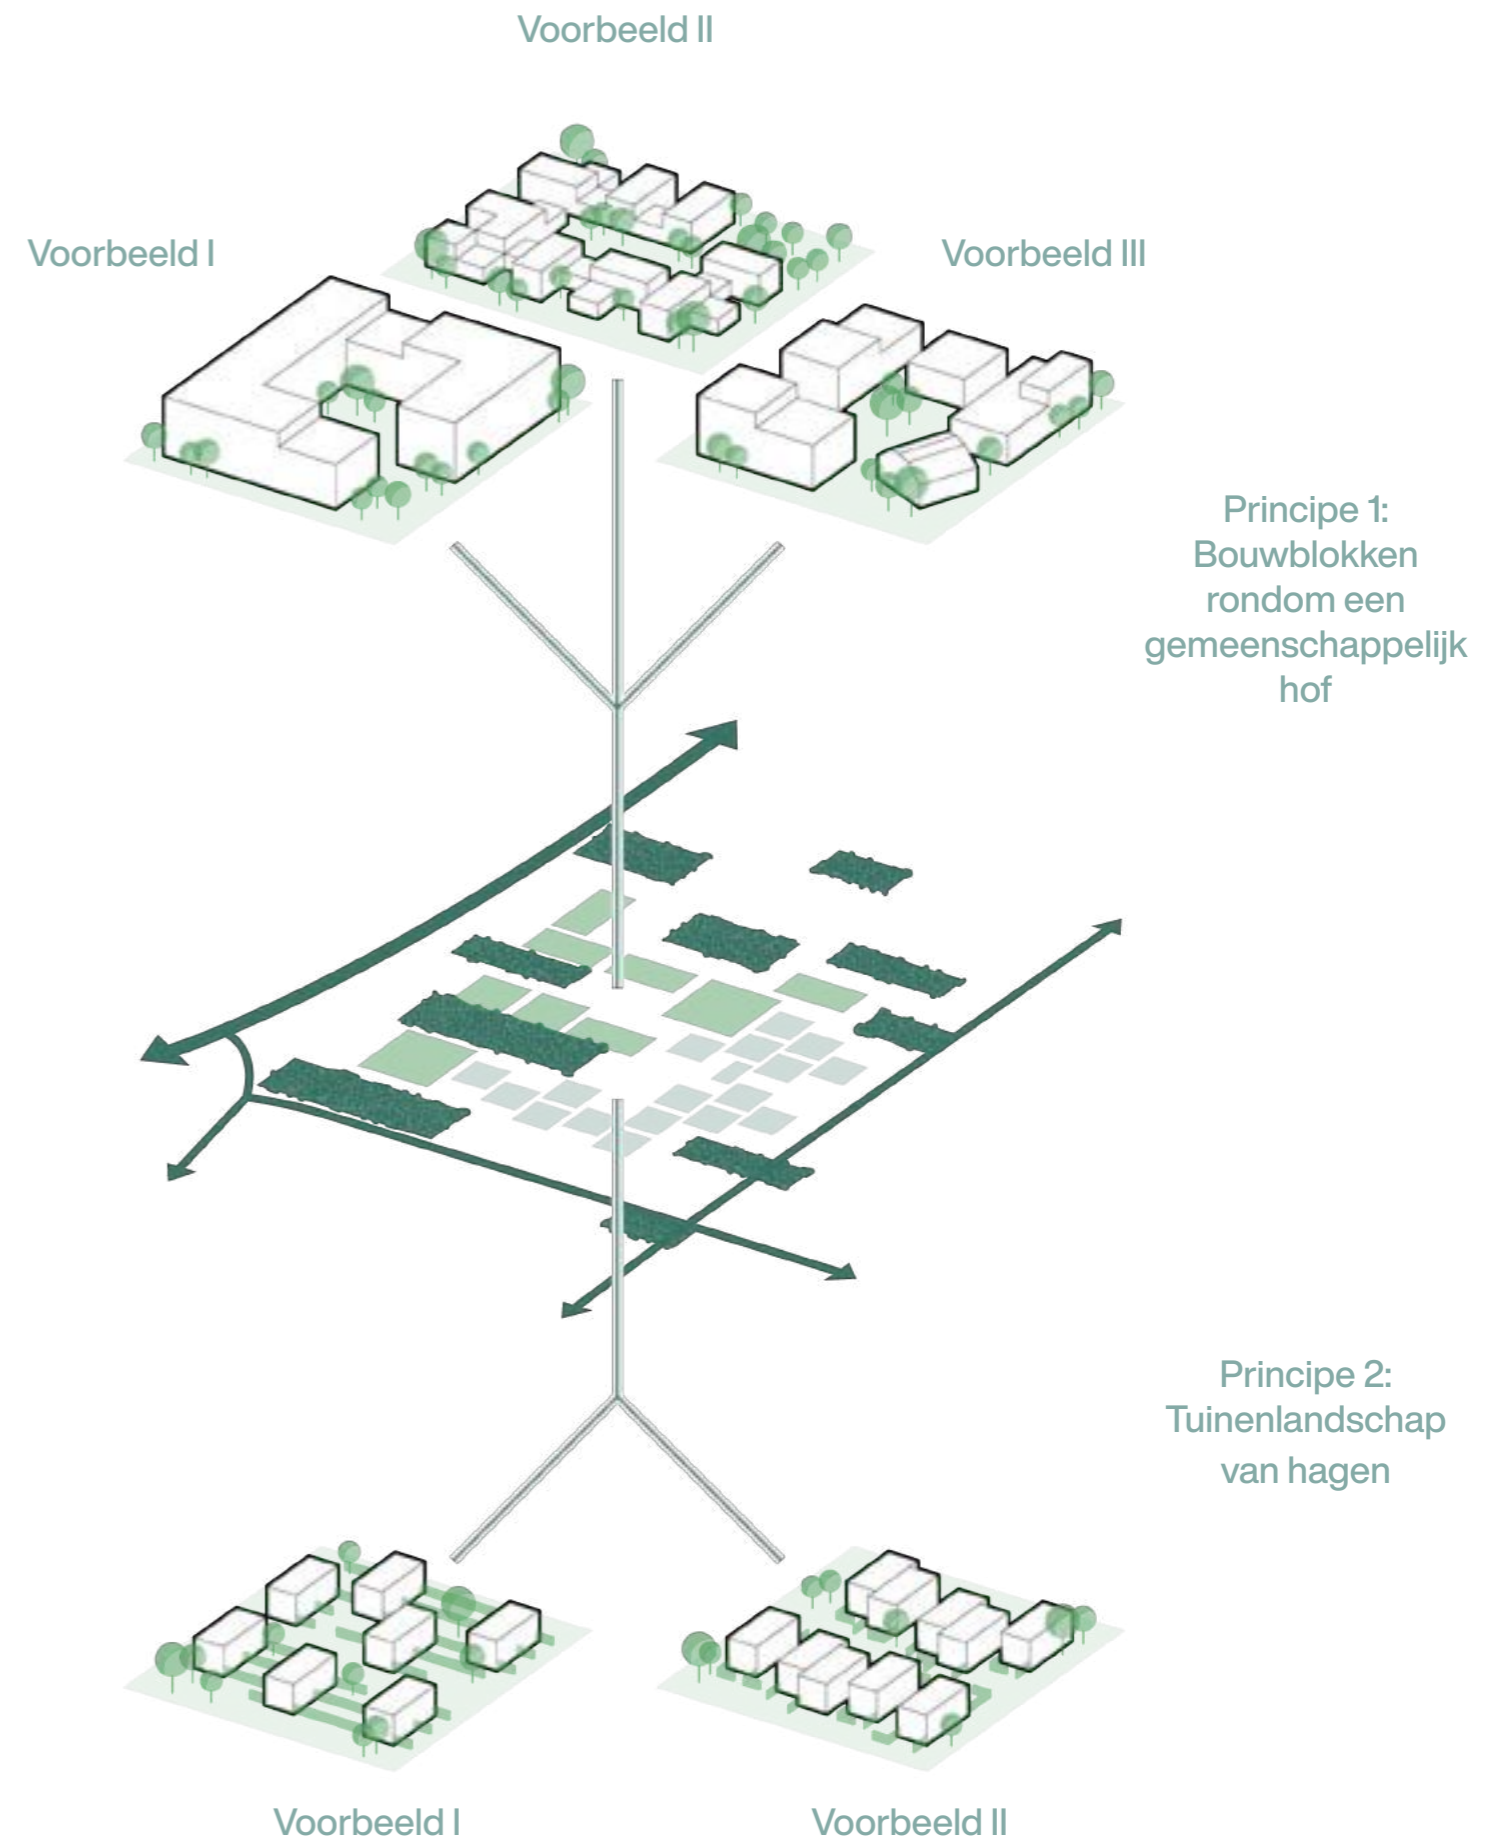 Voorbeeld II
Voorbeeld I
Voorbeeld III
Principe 1:
Bouwblokken
rondom een
gemeenschappelijk
hof
Principe 2:
Tuinenlandschap
van hagen
Voorbeeld I
Voorbeeld II